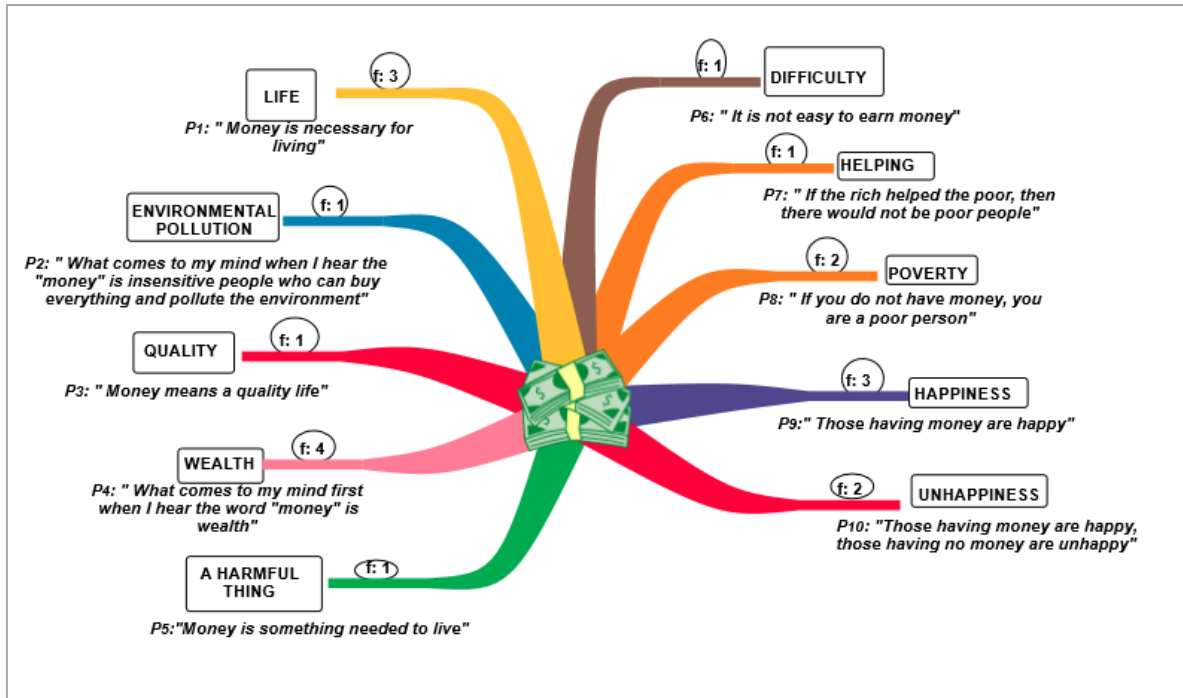 f: 3
LIFE
P1: " Money is necessary for
living"
f: 1
ENVIRONMENTAL
POLLUTION
P2: " What comes to my mind when I hear the
"money" is insensitive people who can buy
everything and pollute the environment"
f: 1
QUALITY
P3: " Money means a quality life"
f: 4
WEALTH
P4: " What comes to my mind first
when I hear the word "money" is
wealth"
f: 1
A HARMFUL
THING
P5:"Money is something needed to live"
f: 1
DIFFICULTY
P6: " It is not easy to earn money"
f: 1
HELPING
P7: " If the rich helped the poor, then
there would not be poor people"
f: 2
POVERTY
P8: " If you do not have money, you
are a poor person"
f: 3
HAPPINESS
P9: " Those having money are happy"
f: 2
UNHAPPINESS
P10: "Those having money are happy,
those having no money are unhappy"